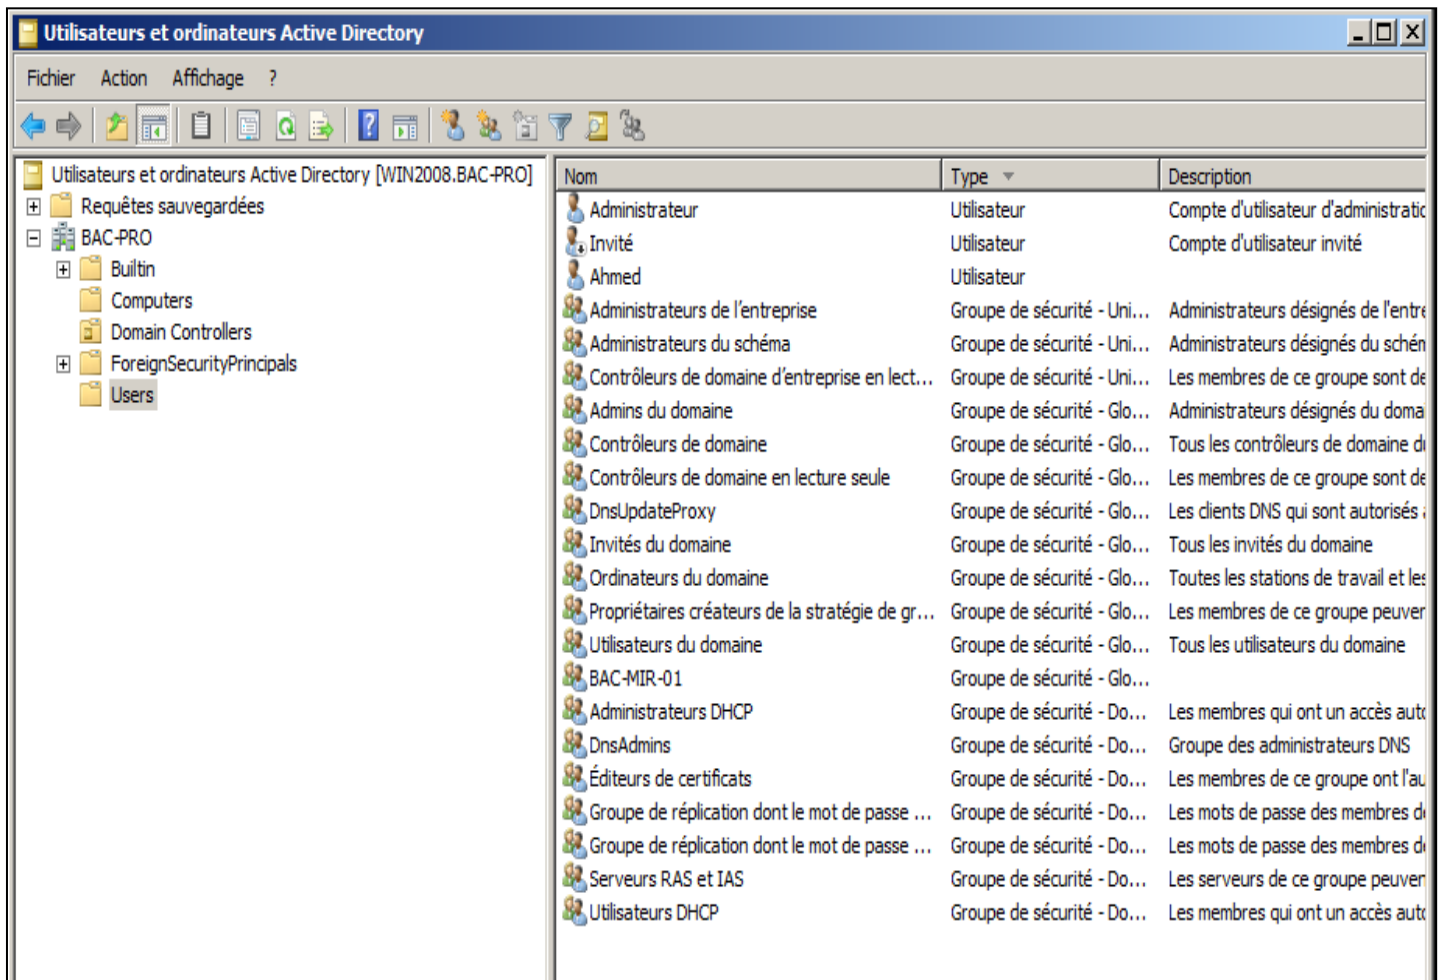 Utilisateurs et ordinateurs Active Directory
Fichier Action Affichage ?
Utilisateurs et ordinateurs Active Directory [WIN2008.BAC-PRO]
Requêtes sauvegardées
BAC-PRO
Builtin
Computers
Domain Controllers
ForeignSecurityPrincipals
Users
Nom Type Description
Administrateur Utilisateur Compte d'utilisateur d'administratio
Invité Utilisateur Compte d'utilisateur invité
Ahmed Utilisateur
Administrateurs de l'entreprise Groupe de sécurité - Uni... Administrateurs désignés de l'entre
Administrateurs du schéma Groupe de sécurité - Uni... Administrateurs désignés du schém
Contrôleurs de domaine d'entreprise en lect... Groupe de sécurité - Uni... Les membres de ce groupe sont de
Admins du domaine Groupe de sécurité - Glo... Administrateurs désignés du domai
Contrôleurs de domaine Groupe de sécurité - Glo... Tous les contrôleurs de domaine du
Contrôleurs de domaine en lecture seule Groupe de sécurité - Glo... Les membres de ce groupe sont de
DnsUpdateProxy Groupe de sécurité - Glo... Les clients DNS qui sont autorisés
Invités du domaine Groupe de sécurité - Glo... Tous les invités du domaine
Ordinateurs du domaine Groupe de sécurité - Glo... Toutes les stations de travail et les
Propriétaires créateurs de la stratégie de gr... Groupe de sécurité - Glo... Les membres de ce groupe peuver
Utilisateurs du domaine Groupe de sécurité - Glo... Tous les utilisateurs du domaine
BAC-MIR-01 Groupe de sécurité - Glo...
Administrateurs DHCP Groupe de sécurité - Do... Les membres qui ont un accès auto
DnsAdmins Groupe de sécurité - Do... Groupe des administrateurs DNS
Éditeurs de certificats Groupe de sécurité - Do... Les membres de ce groupe ont l'au
Groupe de réplication dont le mot de passe ... Groupe de sécurité - Do... Les mots de passe des membres de
Groupe de réplication dont le mot de passe ... Groupe de sécurité - Do... Les mots de passe des membres de
Serveurs RAS et IAS Groupe de sécurité - Do... Les serveurs de ce groupe peuven
Utilisateurs DHCP Groupe de sécurité - Do... Les membres qui ont un accès auto